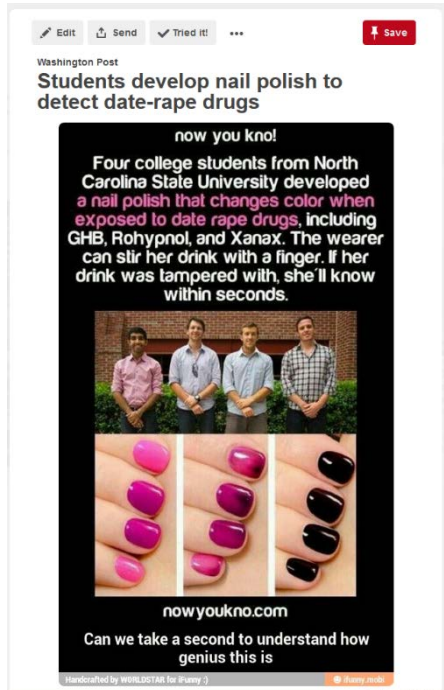 Edit Send Tried it! ••• Save
Washington Post
Students develop nail polish to
detect date-rape drugs
now you kno!
Four college students from North
Carolina State University developed
a nail polish that changes color when
exposed to date rape drugs, including
GHB, Rohypnol, and Xanax. The wearer
can stir her drink with a finger. If her
drink was tampered with, she´ll know
within seconds.
nowyoukno.com
Can we take a second to understand how
genius this is
Handcrafted by W0RLDSTAR for iFunny :) ifunny.mobi